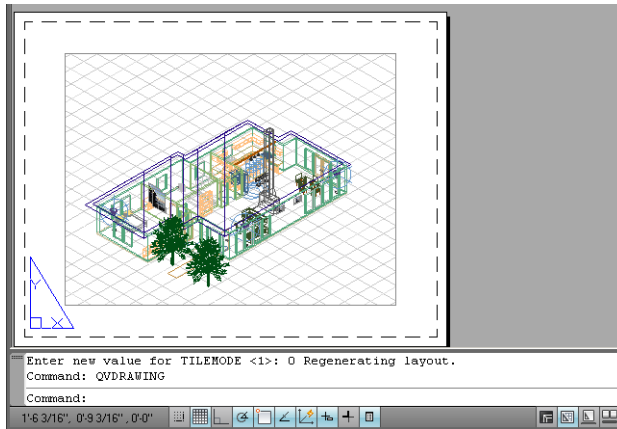 Y
X
Enter new value for TILEMODE <1>: 0 Regenerating layout.
Command: QVDRAWING
Command:
1'-6 3/16", 0'-9 3/16" , 0'-0"